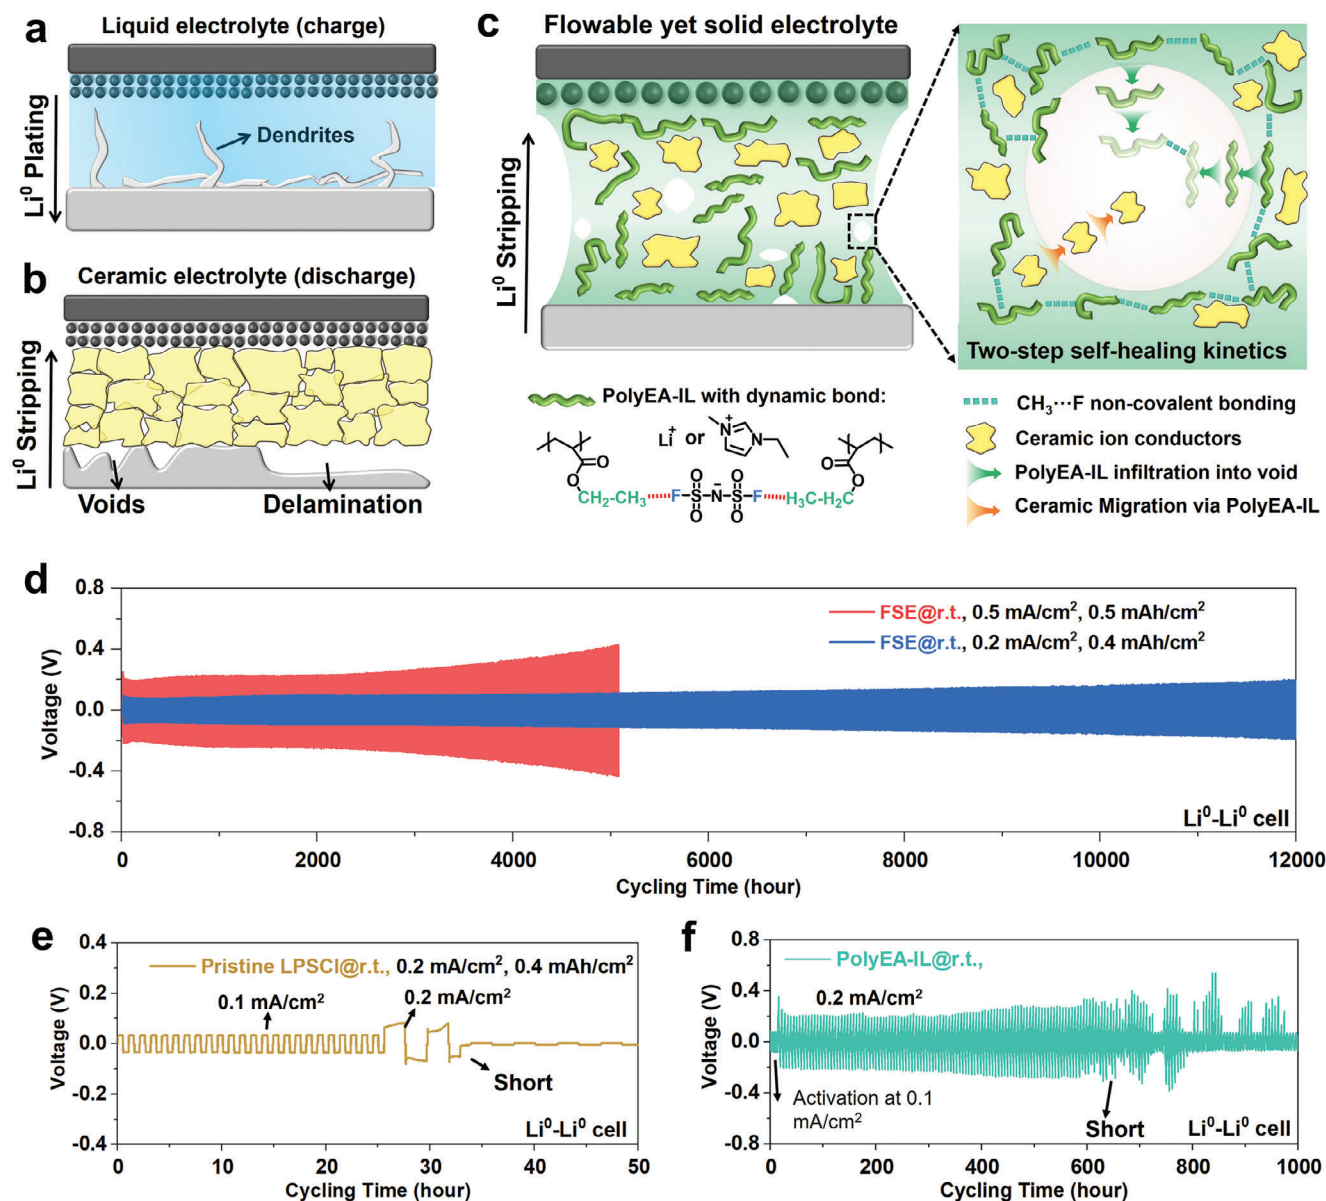 a
Liquid electrolyte (charge)
Li⁰ Plating
Dendrites
b
Ceramic electrolyte (discharge)
Li⁰ Stripping
Voids
Delamination
c
Flowable yet solid electrolyte
Li⁰ Stripping
Two-step self-healing kinetics
PolyEA-IL with dynamic bond:
Li⁺ or
N
+
N
O
O
CH₂-CH₃
F-S-N-S-F
−
O
O
O
O
H₃C-H₂C
O
O
CH₃···F non-covalent bonding
Ceramic ion conductors
PolyEA-IL infiltration into void
Ceramic Migration via PolyEA-IL
d
Voltage (V)
0.8
0.4
0.0
-0.4
-0.8
FSE@r.t., 0.5 mA/cm², 0.5 mAh/cm²
FSE@r.t., 0.2 mA/cm², 0.4 mAh/cm²
Li⁰-Li⁰ cell
0 2000 4000 6000 8000 10000 12000
Cycling Time (hour)
e
Voltage (V)
0.4
0.2
0.0
-0.2
-0.4
Pristine LPSCl@r.t., 0.2 mA/cm², 0.4 mAh/cm²
0.1 mA/cm²
0.2 mA/cm²
Short
Li⁰-Li⁰ cell
0 10 20 30 40 50
Cycling Time (hour)
f
Voltage (V)
0.8
0.4
0.0
-0.4
-0.8
PolyEA-IL@r.t.,
0.2 mA/cm²
Activation at 0.1
mA/cm²
Short
Li⁰-Li⁰ cell
0 200 400 600 800 1000
Cycling Time (hour)